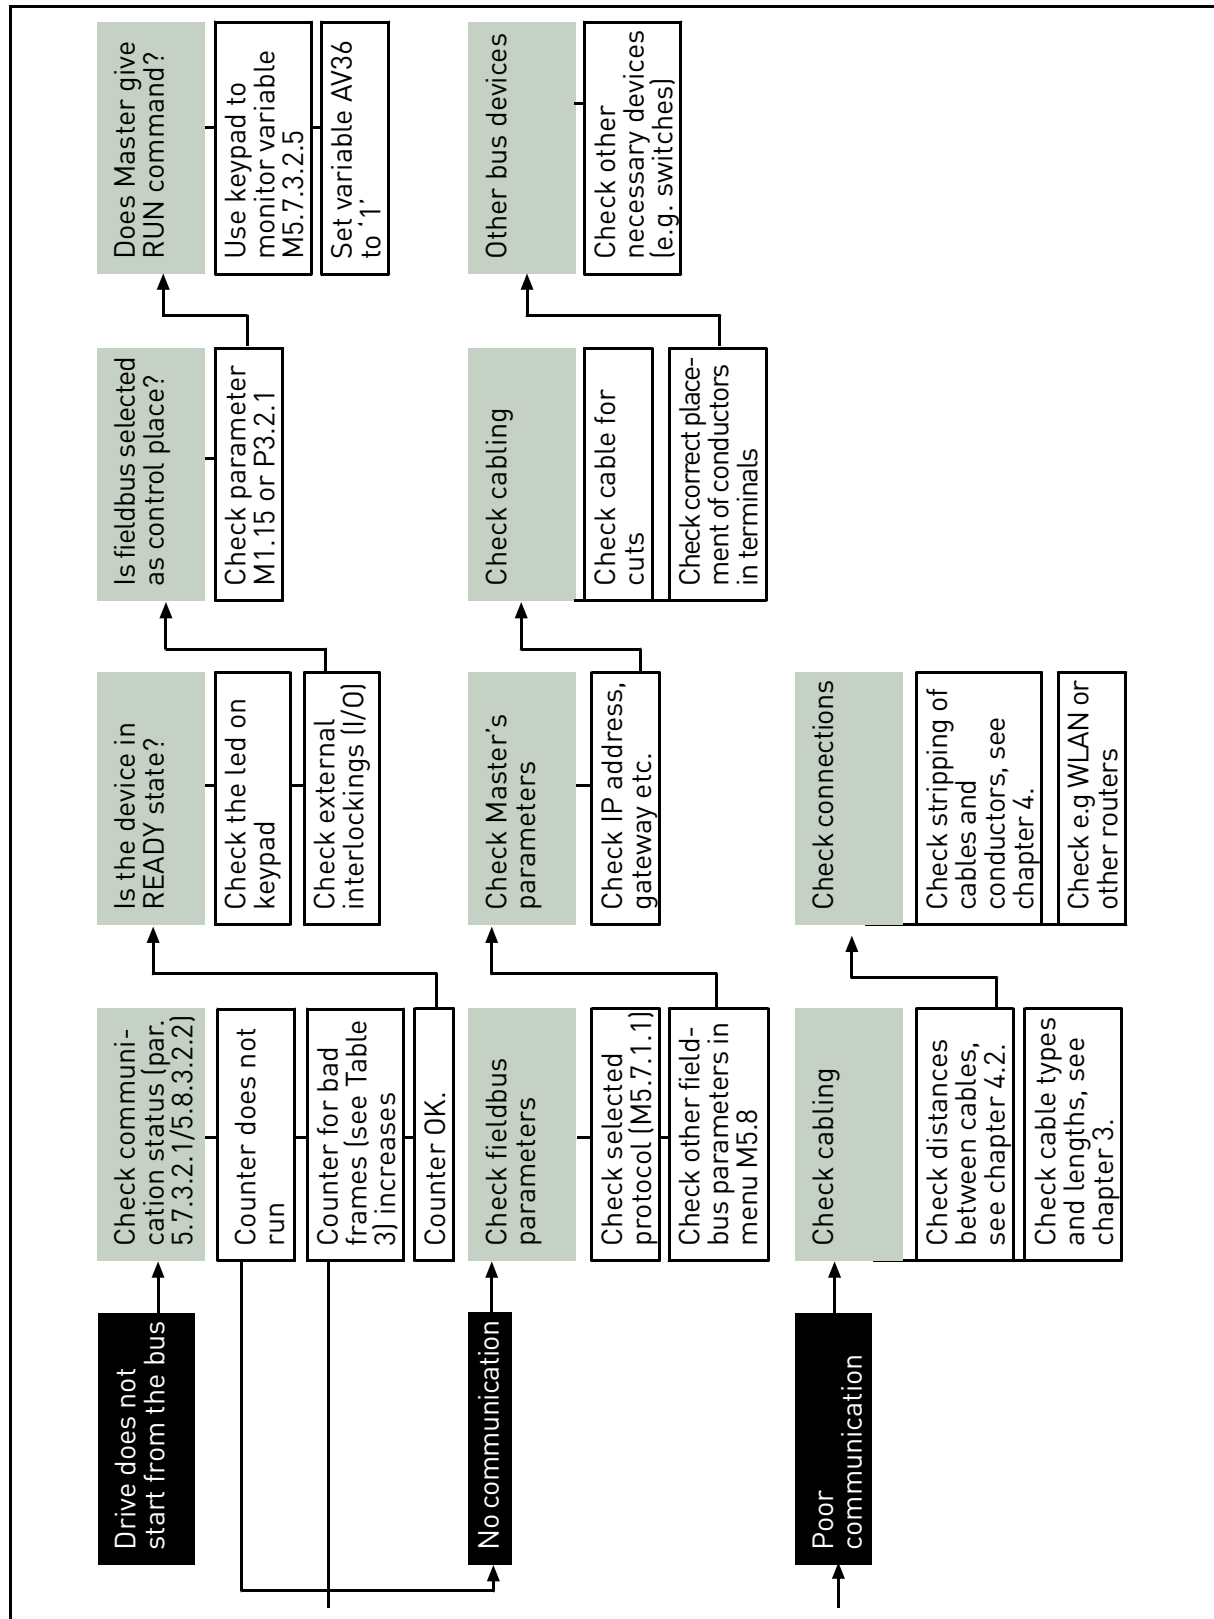 Drive does not
start from the bus
Check communi-
cation status (par.
5.7.3.2.1/5.8.3.2.2)
Counter does not
run
Counter for bad
frames (see Table
3) increases
Counter OK.
Is the device in
READY state?
Check the led on
keypad
Check external
interlockings (I/O)
Is fieldbus selected
as control place?
Check parameter
M1.15 or P3.2.1
Does Master give
RUN command?
Use keypad to
monitor variable
M5.7.3.2.5
Set variable AV36
to ‘1’
No communication
Check fieldbus
parameters
Check selected
protocol (M5.7.1.1)
Check other field-
bus parameters in
menu M5.8
Check Master’s
parameters
Check IP address,
gateway etc.
Check cabling
Check cable for
cuts
Check correct place-
ment of conductors
in terminals
Other bus devices
Check other
necessary devices
(e.g. switches)
Poor
communication
Check cabling
Check distances
between cables,
see chapter 4.2.
Check cable types
and lengths, see
chapter 3.
Check connections
Check stripping of
cables and
conductors, see
chapter 4.
Check e.g WLAN or
other routers